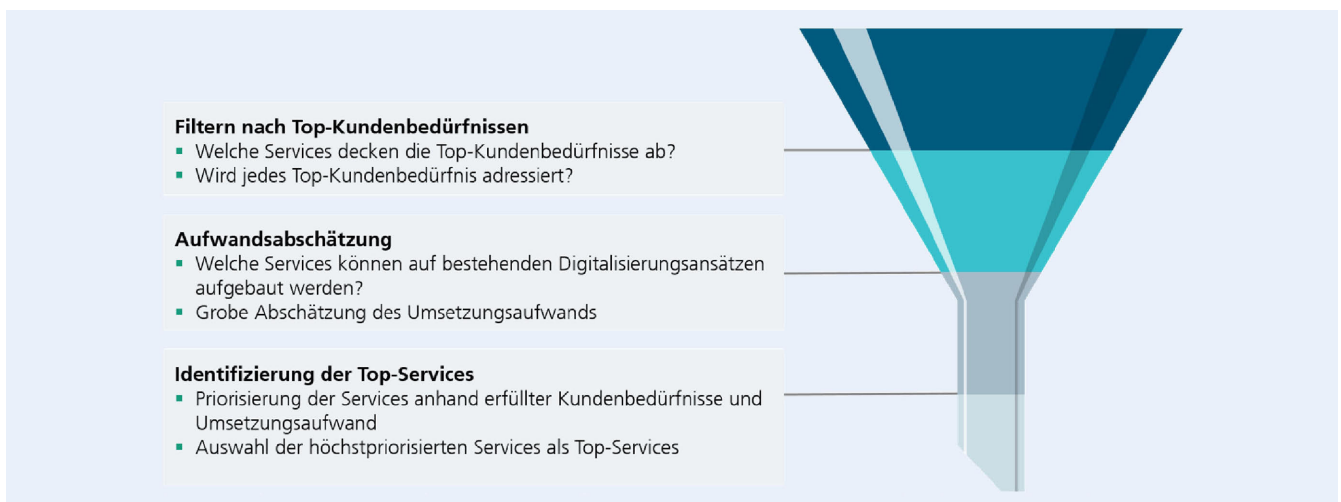 Filtern nach Top-Kundenbedürfnissen
▪ Welche Services decken die Top-Kundenbedürfnisse ab?
▪ Wird jedes Top-Kundenbedürfnis adressiert?
Aufwandsabschätzung
▪ Welche Services können auf bestehenden Digitalisierungsansätzen
aufgebaut werden?
▪ Grobe Abschätzung des Umsetzungsaufwands
Identifizierung der Top-Services
▪ Priorisierung der Services anhand erfüllter Kundenbedürfnisse und
Umsetzungsaufwand
▪ Auswahl der höchstpriorisierten Services als Top-Services